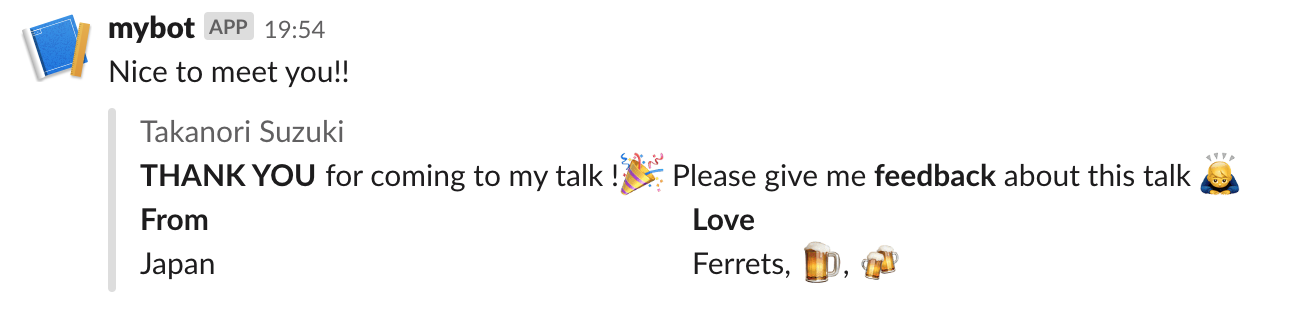 mybot APP 19:54
Nice to meet you!!
Takanori Suzuki
THANK YOU for coming to my talk !🎉 Please give me feedback about this talk 🙇
From Love
Japan Ferrets, 🍺, 🍻